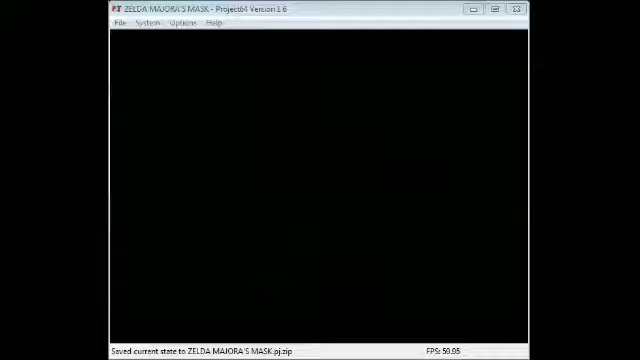 PJ ZELDA MAJORA'S MASK - Project64 Version 1.6
File System Options Help
Saved current state to ZELDA MAJORA'S MASK.pj.zip FPS: 59.95